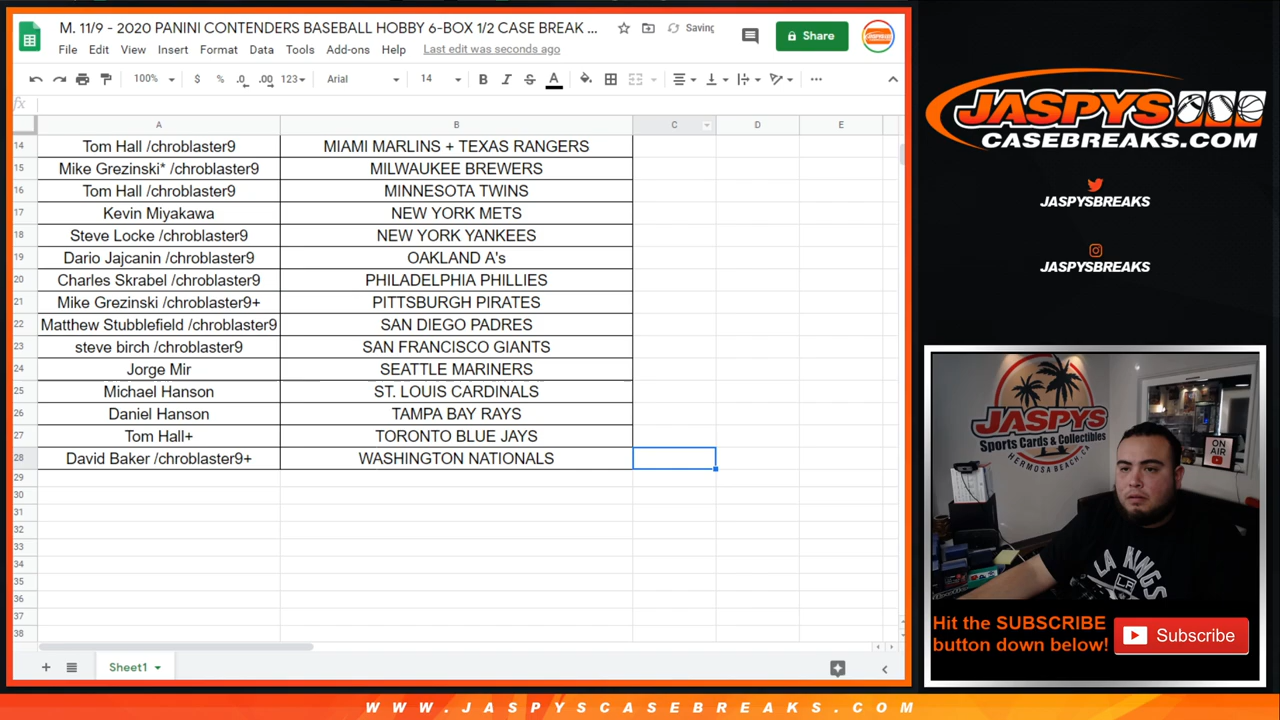 M. 11/9 - 2020 PANINI CONTENDERS BASEBALL HOBBY 6-BOX 1/2 CASE BREAK ...
Saving
Share
File Edit View Insert Format Data Tools Add-ons Help Last edit was seconds ago
100% $ % .0 .00 123 Arial 14 B I S A
fx
A B C D E
14 Tom Hall /chroblaster9 MIAMI MARLINS + TEXAS RANGERS
15 Mike Grezinski* /chroblaster9 MILWAUKEE BREWERS
16 Tom Hall /chroblaster9 MINNESOTA TWINS
17 Kevin Miyakawa NEW YORK METS
18 Steve Locke /chroblaster9 NEW YORK YANKEES
19 Dario Jajcanin /chroblaster9 OAKLAND A's
20 Charles Skrabel /chroblaster9 PHILADELPHIA PHILLIES
21 Mike Grezinski /chroblaster9+ PITTSBURGH PIRATES
22 Matthew Stubblefield /chroblaster9 SAN DIEGO PADRES
23 steve birch /chroblaster9 SAN FRANCISCO GIANTS
24 Jorge Mir SEATTLE MARINERS
25 Michael Hanson ST. LOUIS CARDINALS
26 Daniel Hanson TAMPA BAY RAYS
27 Tom Hall+ TORONTO BLUE JAYS
28 David Baker /chroblaster9+ WASHINGTON NATIONALS
29
30
31
32
33
34
35
36
37
38
Sheet1
JASPYS
CASEBREAKS.COM
JASPYSBREAKS
JASPYSBREAKS
JASPYS
Sports Cards & Collectibles
HERMOSA BEACH, CA
ON AIR
LA KINGS
LA
Hit the SUBSCRIBE
button down below!
Subscribe
WWW.JASPYSCASEBREAKS.COM